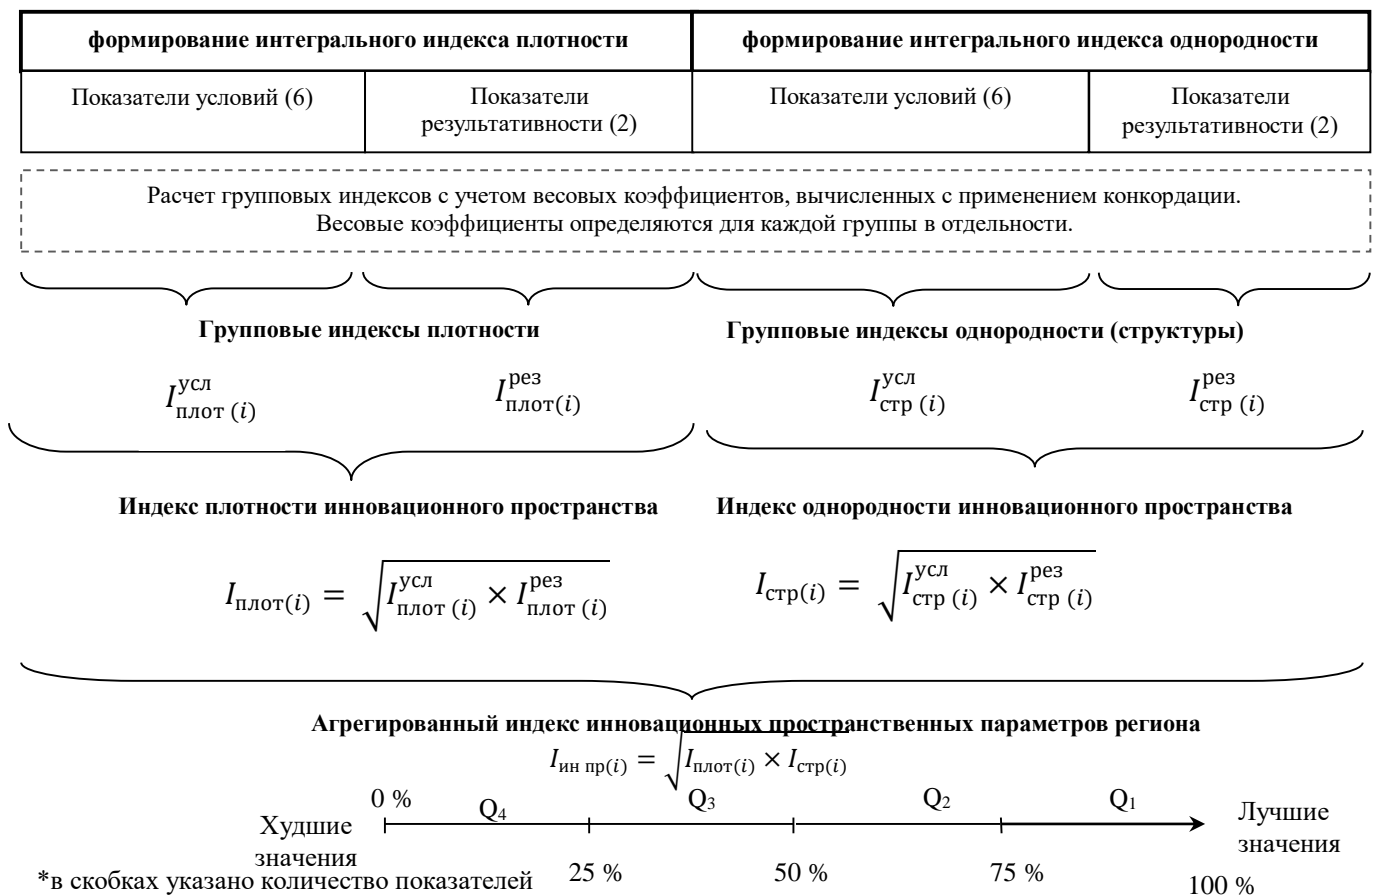 формирование интегрального индекса плотности
формирование интегрального индекса однородности
Показатели условий (6)
Показатели
результативности (2)
Показатели условий (6)
Показатели
результативности (2)
Расчет групповых индексов с учетом весовых коэффициентов, вычисленных с применением конкордации.
Весовые коэффициенты определяются для каждой группы в отдельности.
Групповые индексы плотности
Групповые индексы однородности (структуры)
I^усл_плот (i)
I^рез_плот(i)
I^усл_стр (i)
I^рез_стр (i)
Индекс плотности инновационного пространства
Индекс однородности инновационного пространства
I_плот(i) = √(I^усл_плот (i) × I^рез_плот (i))
I_стр(i) = √(I^усл_стр (i) × I^рез_стр (i))
Агрегированный индекс инновационных пространственных параметров региона
I_ин пр(i) = √(I_плот(i) × I_стр(i))
0 %
Q₄
Q₃
Q₂
Q₁
Худшие
значения
Лучшие
значения
25 %
50 %
75 %
100 %
*в скобках указано количество показателей